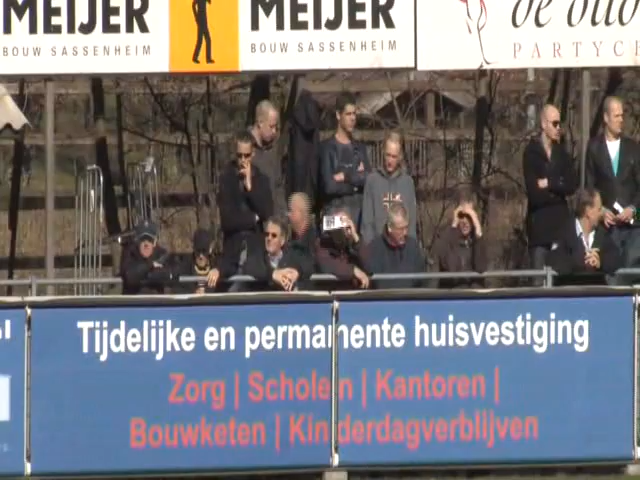 MEIJER
BOUW SASSENHEIM
MEIJER
BOUW SASSENHEIM
de oude
PARTYC
Tijdelijke en permanente huisvestiging
Zorg | Scholen | Kantoren |
Bouwketen | Kinderdagverblijven